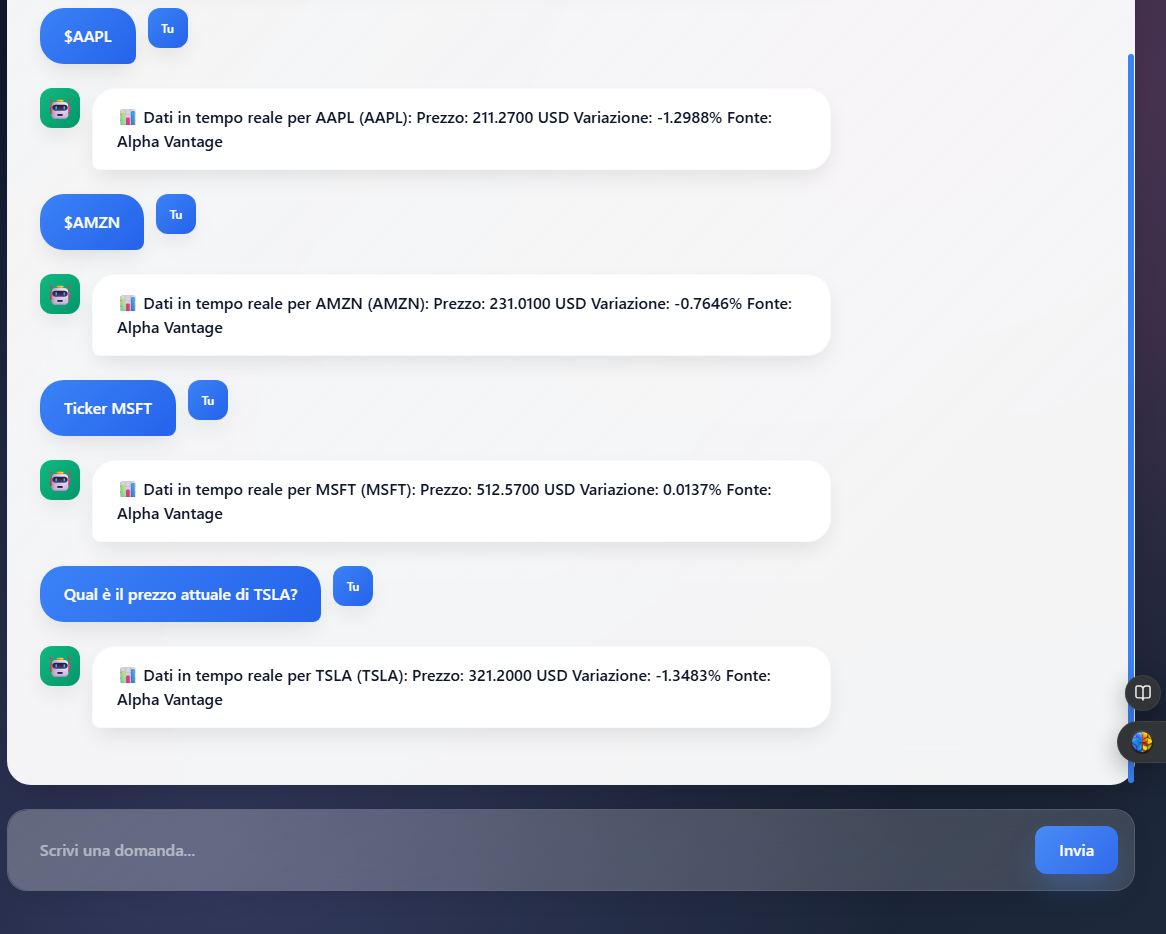 $AAPL
Tu
Dati in tempo reale per AAPL (AAPL): Prezzo: 211.2700 USD Variazione: -1.2988% Fonte:
Alpha Vantage
$AMZN
Tu
Dati in tempo reale per AMZN (AMZN): Prezzo: 231.0100 USD Variazione: -0.7646% Fonte:
Alpha Vantage
Ticker MSFT
Tu
Dati in tempo reale per MSFT (MSFT): Prezzo: 512.5700 USD Variazione: 0.0137% Fonte:
Alpha Vantage
Qual è il prezzo attuale di TSLA?
Tu
Dati in tempo reale per TSLA (TSLA): Prezzo: 321.2000 USD Variazione: -1.3483% Fonte:
Alpha Vantage
Scrivi una domanda...
Invia